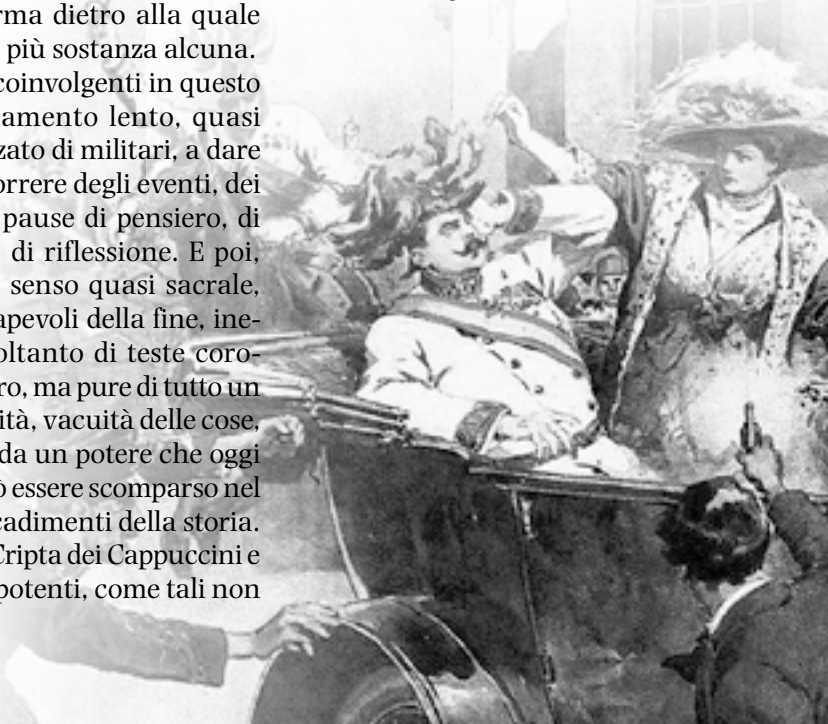 rma dietro alla quale
più sostanza alcuna.
coinvolgenti in questo
amento lento, quasi
zato di militari, a dare
orrere degli eventi, dei
pause di pensiero, di
di riflessione. E poi,
senso quasi sacrale,
apevoli della fine, ine-
oltanto di teste coro-
ro, ma pure di tutto un
ità, vacuità delle cose,
da un potere che oggi
ò essere scomparso nel
cadimenti della storia.
Cripta dei Cappuccini e
potenti, come tali non